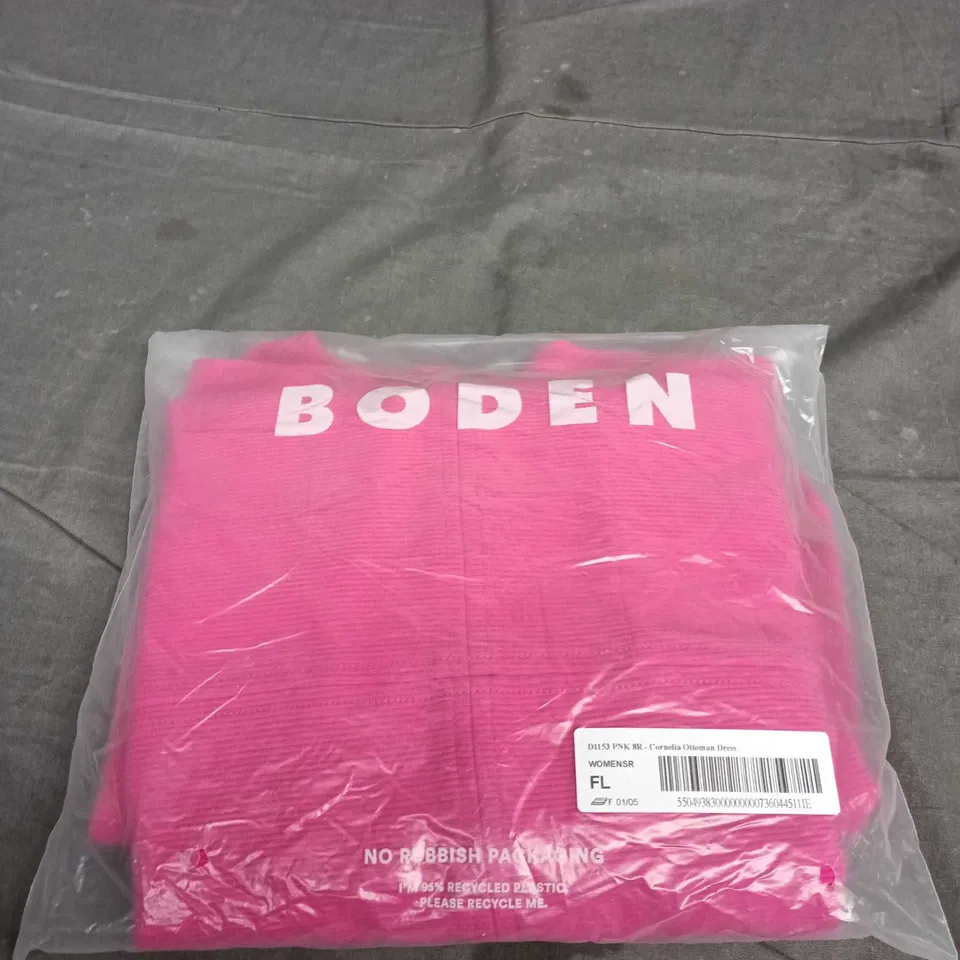 BODEN
D1153 PNK 8R - Cornelia Ottoman Dress
WOMENSR
FL
F 01/05
NO RUBBISH PACKAGING
I'M 95% RECYCLED PLASTIC.
PLEASE RECYCLE ME.